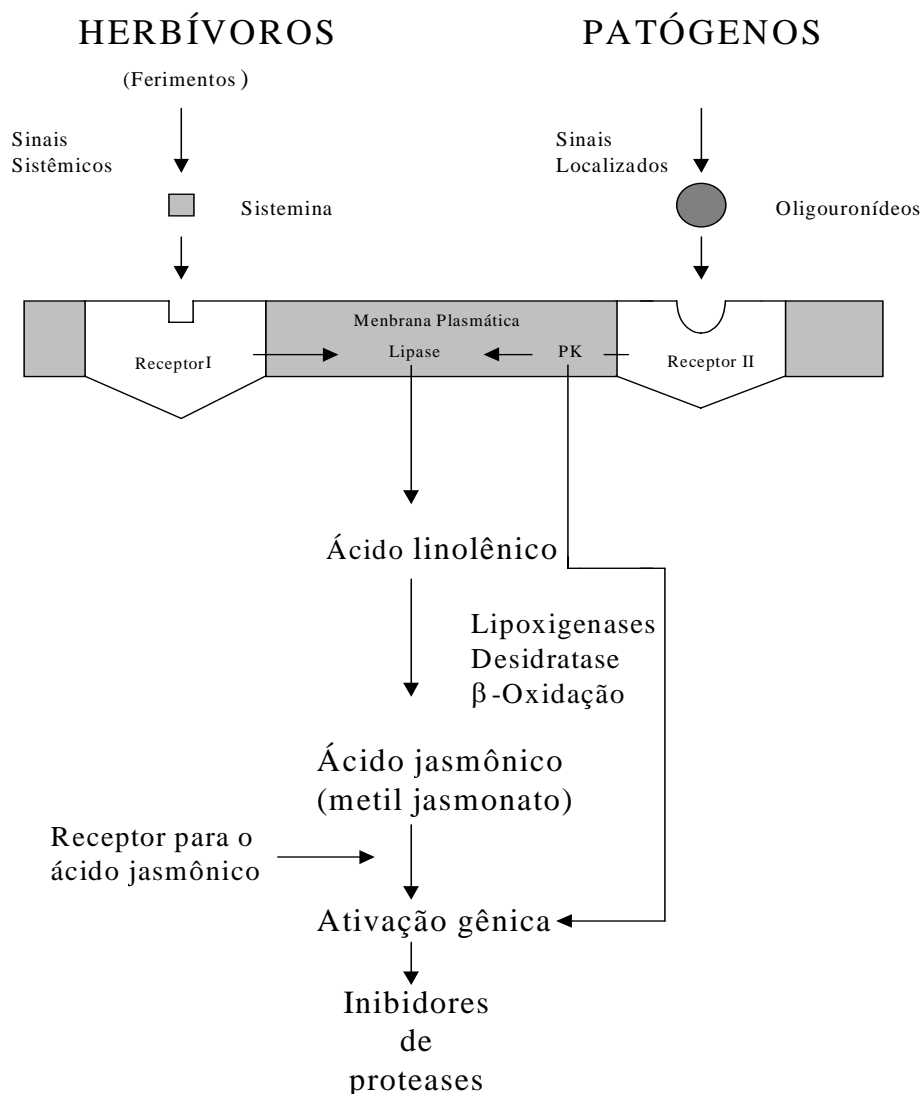 HERBÍVOROS
PATÓGENOS
(Ferimentos)
Sinais
Sistêmicos
Sinais
Localizados
Sistemina
Oligouronídeos
Menbrana Plasmática
Receptor I
Lipase
PK
Receptor II
Ácido linolênico
Lipoxigenases
Desidratase
β-Oxidação
Ácido jasmônico
(metil jasmonato)
Receptor para o
ácido jasmônico
Ativação gênica
Inibidores
de
proteases